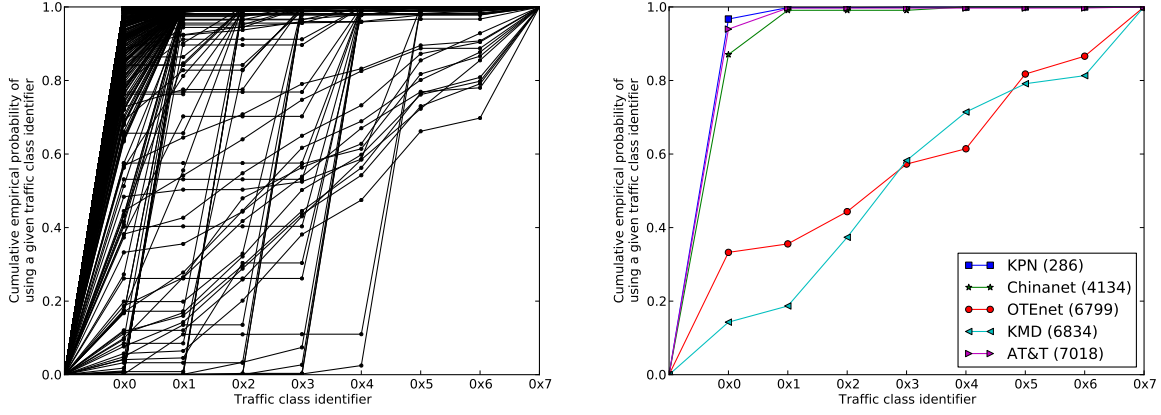 Cumulative empirical probability of
using a given traffic class identifier
1.0
0.8
0.6
0.4
0.2
0.0
0x0 0x1 0x2 0x3 0x4 0x5 0x6 0x7
Traffic class identifier
Cumulative empirical probability of
using a given traffic class identifier
1.0
0.8
0.6
0.4
0.2
0.0
KPN (286)
Chinanet (4134)
OTEnet (6799)
KMD (6834)
AT&T (7018)
0x0 0x1 0x2 0x3 0x4 0x5 0x6 0x7
Traffic class identifier